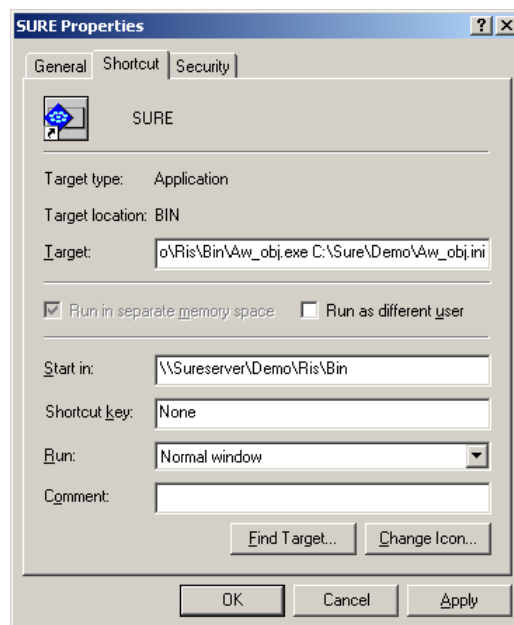 SURE Properties
General Shortcut Security
SURE
Target type: Application
Target location: BIN
Target: o\Ris\Bin\Aw_obj.exe C:\Sure\Demo\Aw_obj.ini
Run in separate memory space Run as different user
Start in: \\Sureserver\Demo\Ris\Bin
Shortcut key: None
Run: Normal window
Comment:
Find Target... Change Icon...
OK Cancel Apply